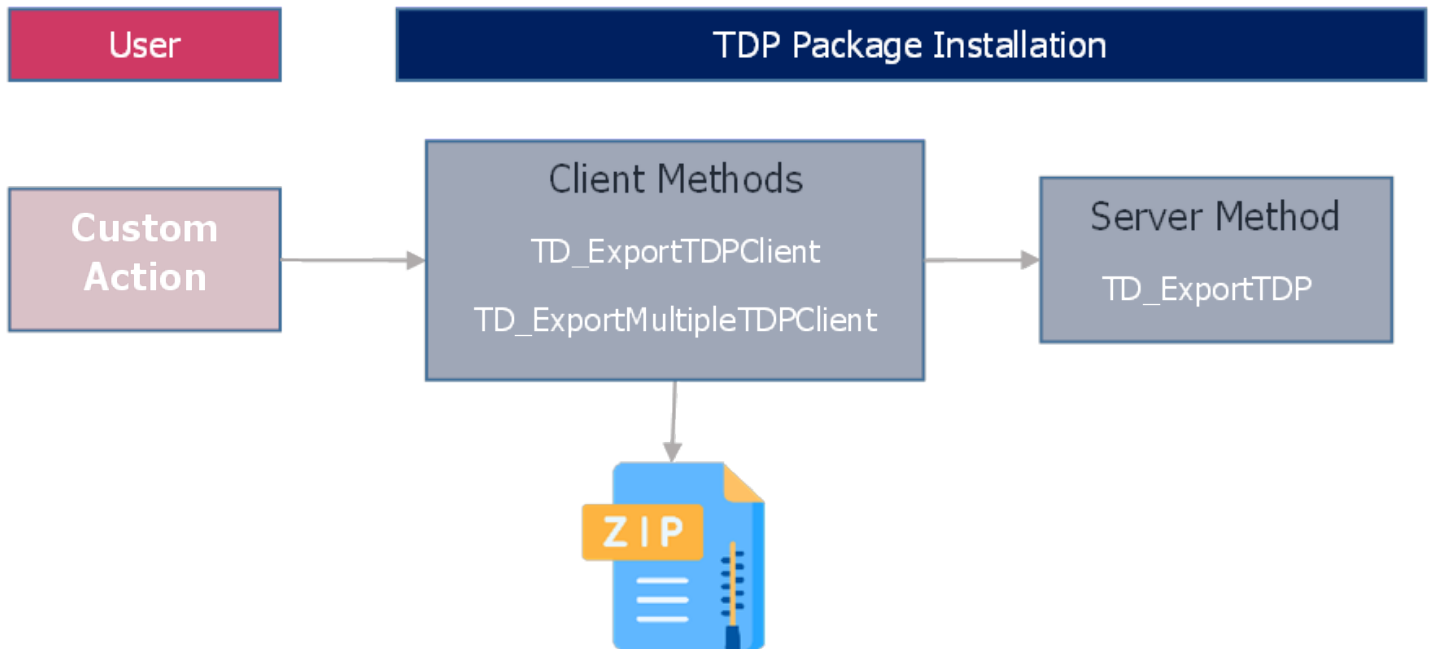 User
TDP Package Installation
Custom
Action
Client Methods
TD_ExportTDPClient
TD_ExportMultipleTDPClient
Server Method
TD_ExportTDP
ZIP